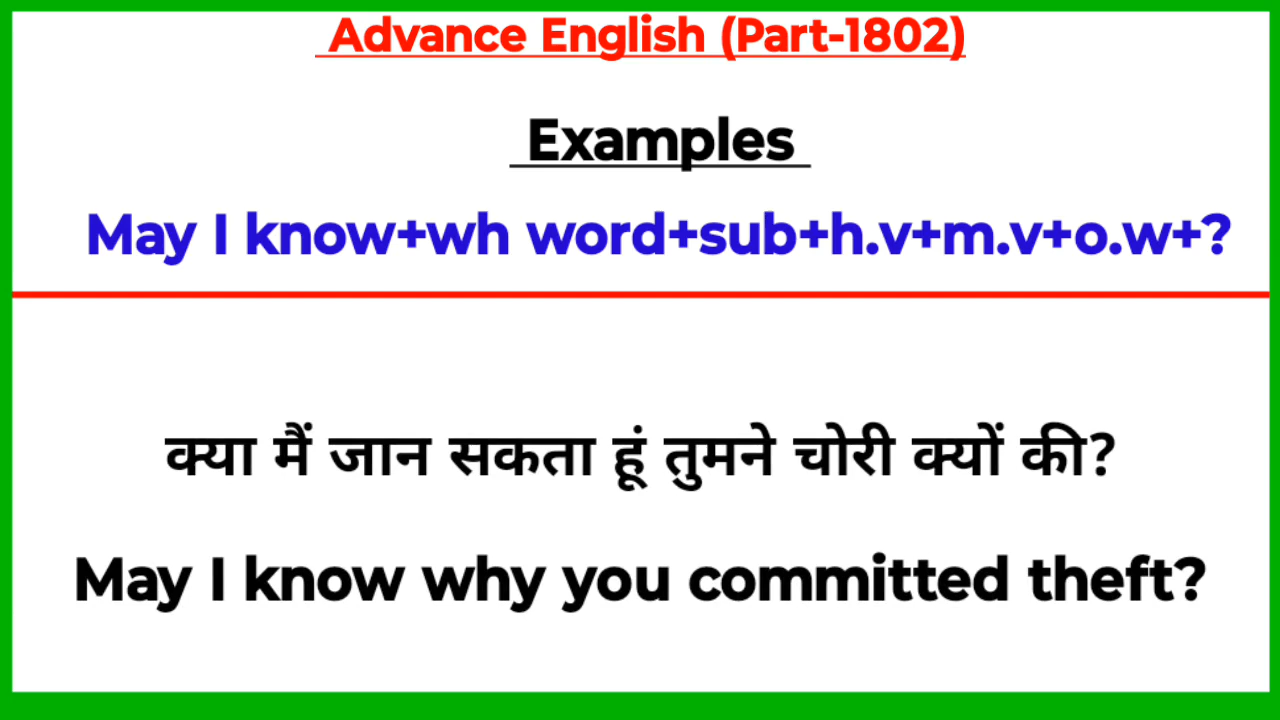 Advance English (Part-1802)
Examples
May I know+wh word+sub+h.v+m.v+o.w+?
क्या मैं जान सकता हूं तुमने चोरी क्यों की?
May I know why you committed theft?